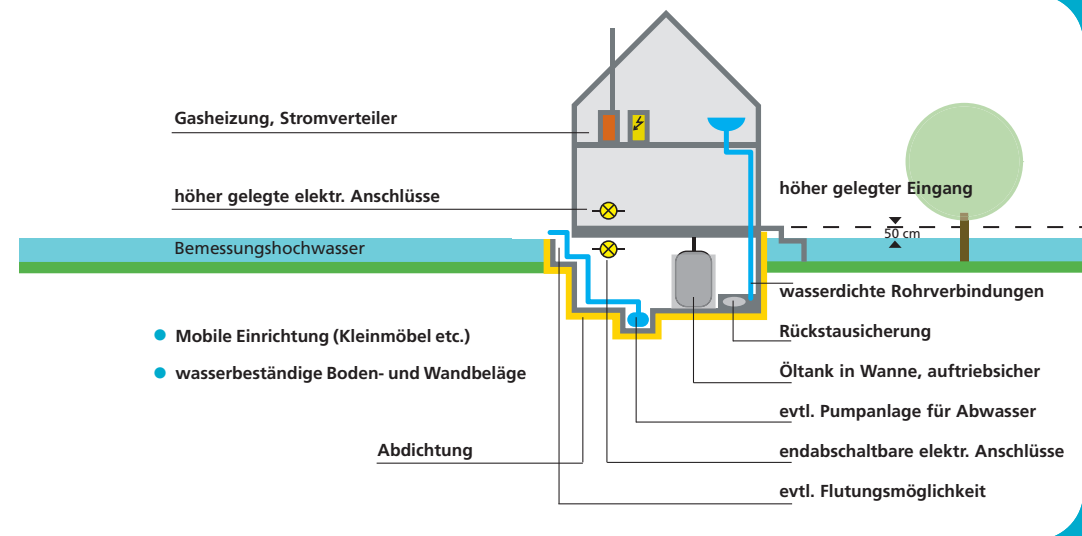 Gasheizung, Stromverteiler
höher gelegte elektr. Anschlüsse
Bemessungshochwasser
höher gelegter Eingang
50 cm
wasserdichte Rohrverbindungen
Rückstausicherung
Öltank in Wanne, auftriebsicher
evtl. Pumpanlage für Abwasser
endabschaltbare elektr. Anschlüsse
evtl. Flutungsmöglichkeit
Mobile Einrichtung (Kleinmöbel etc.)
wasserbeständige Boden- und Wandbeläge
Abdichtung